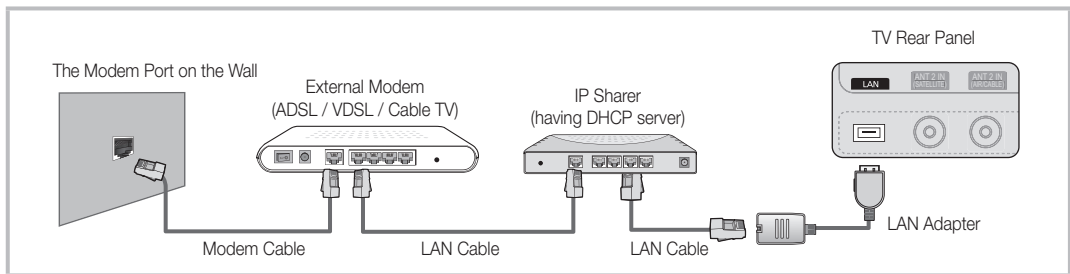 The Modem Port on the Wall
External Modem
(ADSL / VDSL / Cable TV)
IP Sharer
(having DHCP server)
TV Rear Panel
LAN
ANT 2 IN
(SATELLITE)
ANT 2 IN
(AIR/CABLE)
Modem Cable
LAN Cable
LAN Cable
LAN Adapter